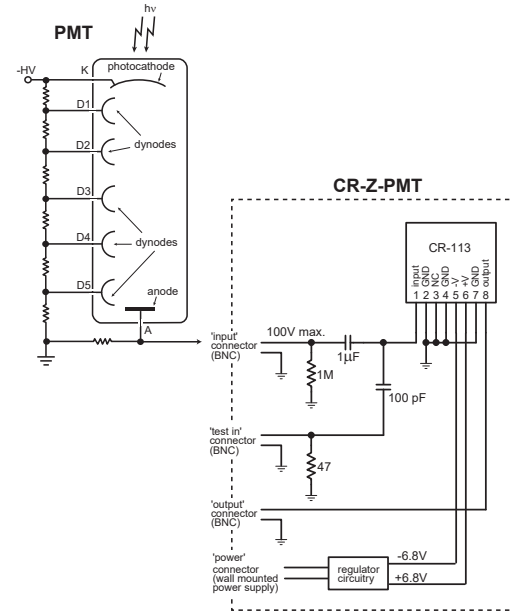 hν
PMT
-HV
K
photocathode
D1
D2
dynodes
D3
D4
dynodes
D5
anode
A
CR-Z-PMT
CR-113
input
GND
NC
GND
-V
+V
GND
output
1 2 3 4 5 6 7 8
'input'
connector
(BNC)
100V max.
1μF
1M
100 pF
'test in'
connector
(BNC)
47
'output'
connector
(BNC)
'power'
connector
(wall mounted
power supply)
regulator
circuitry
-6.8V
+6.8V